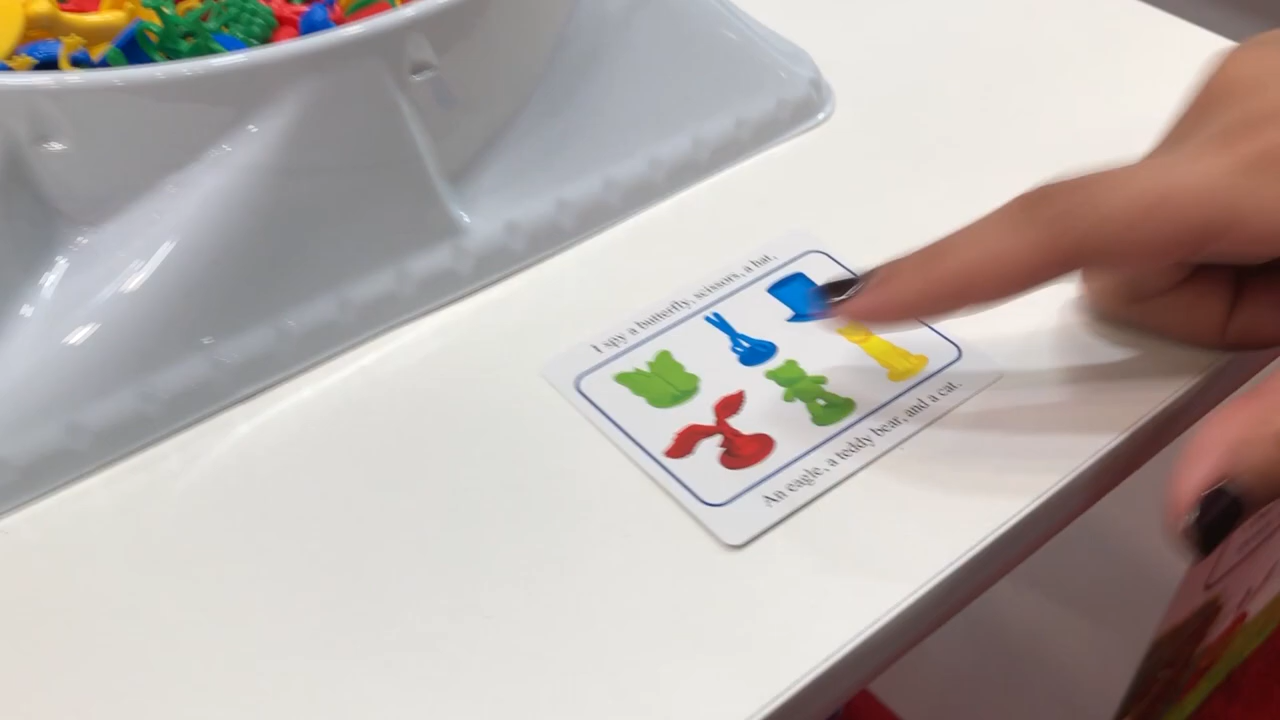 I spy a butterfly, scissors, a hat,
An eagle, a teddy bear, and a cat.